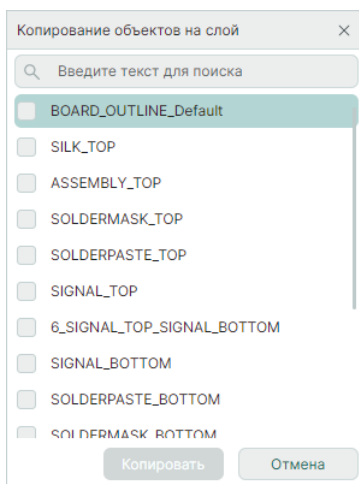 Копирование объектов на слой
Введите текст для поиска
BOARD_OUTLINE_Default
SILK_TOP
ASSEMBLY_TOP
SOLDERMASK_TOP
SOLDERPASTE_TOP
SIGNAL_TOP
6_SIGNAL_TOP_SIGNAL_BOTTOM
SIGNAL_BOTTOM
SOLDERPASTE_BOTTOM
SOLDERMASK_BOTTOM
Копировать Отмена